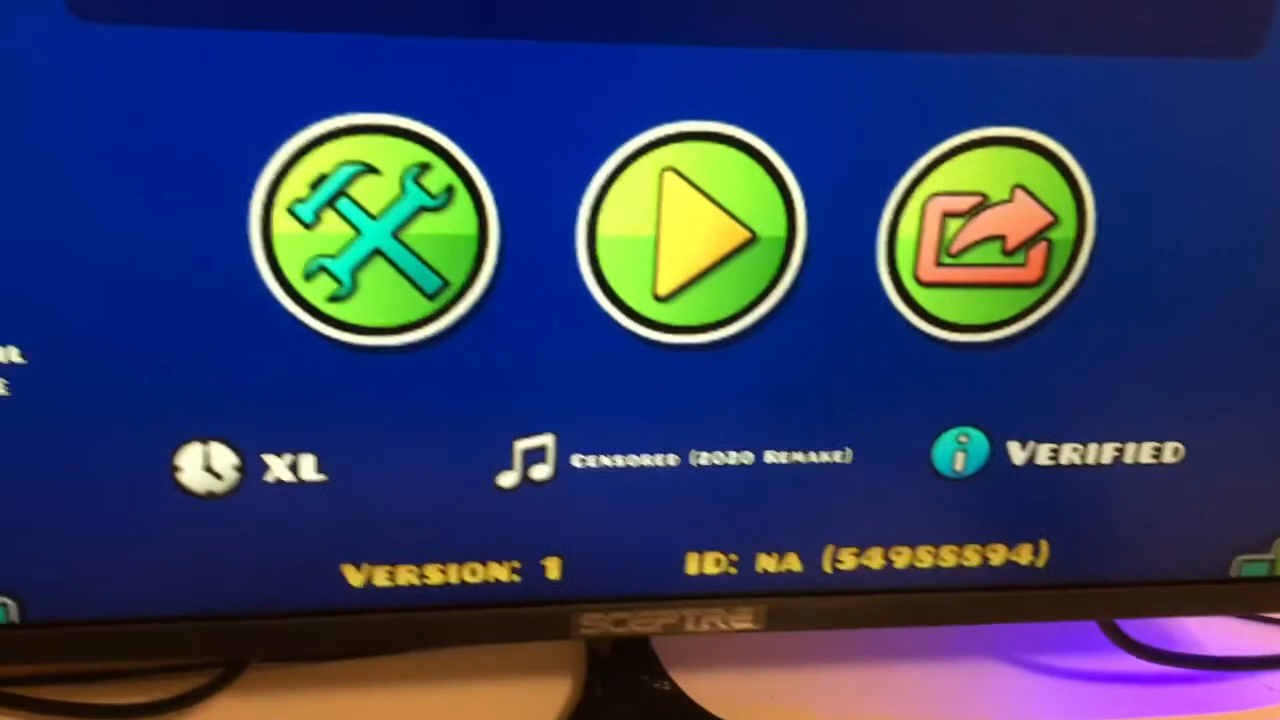 XL
Censored (2020 Remake)
Verified
Version: 1
ID: na (54955594)
SCEPTRE